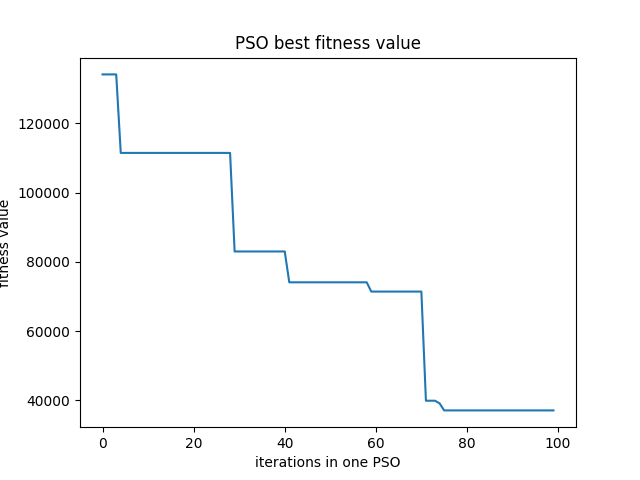 PSO best fitness value
120000
100000
80000
60000
40000
fitness value
0 20 40 60 80 100
iterations in one PSO